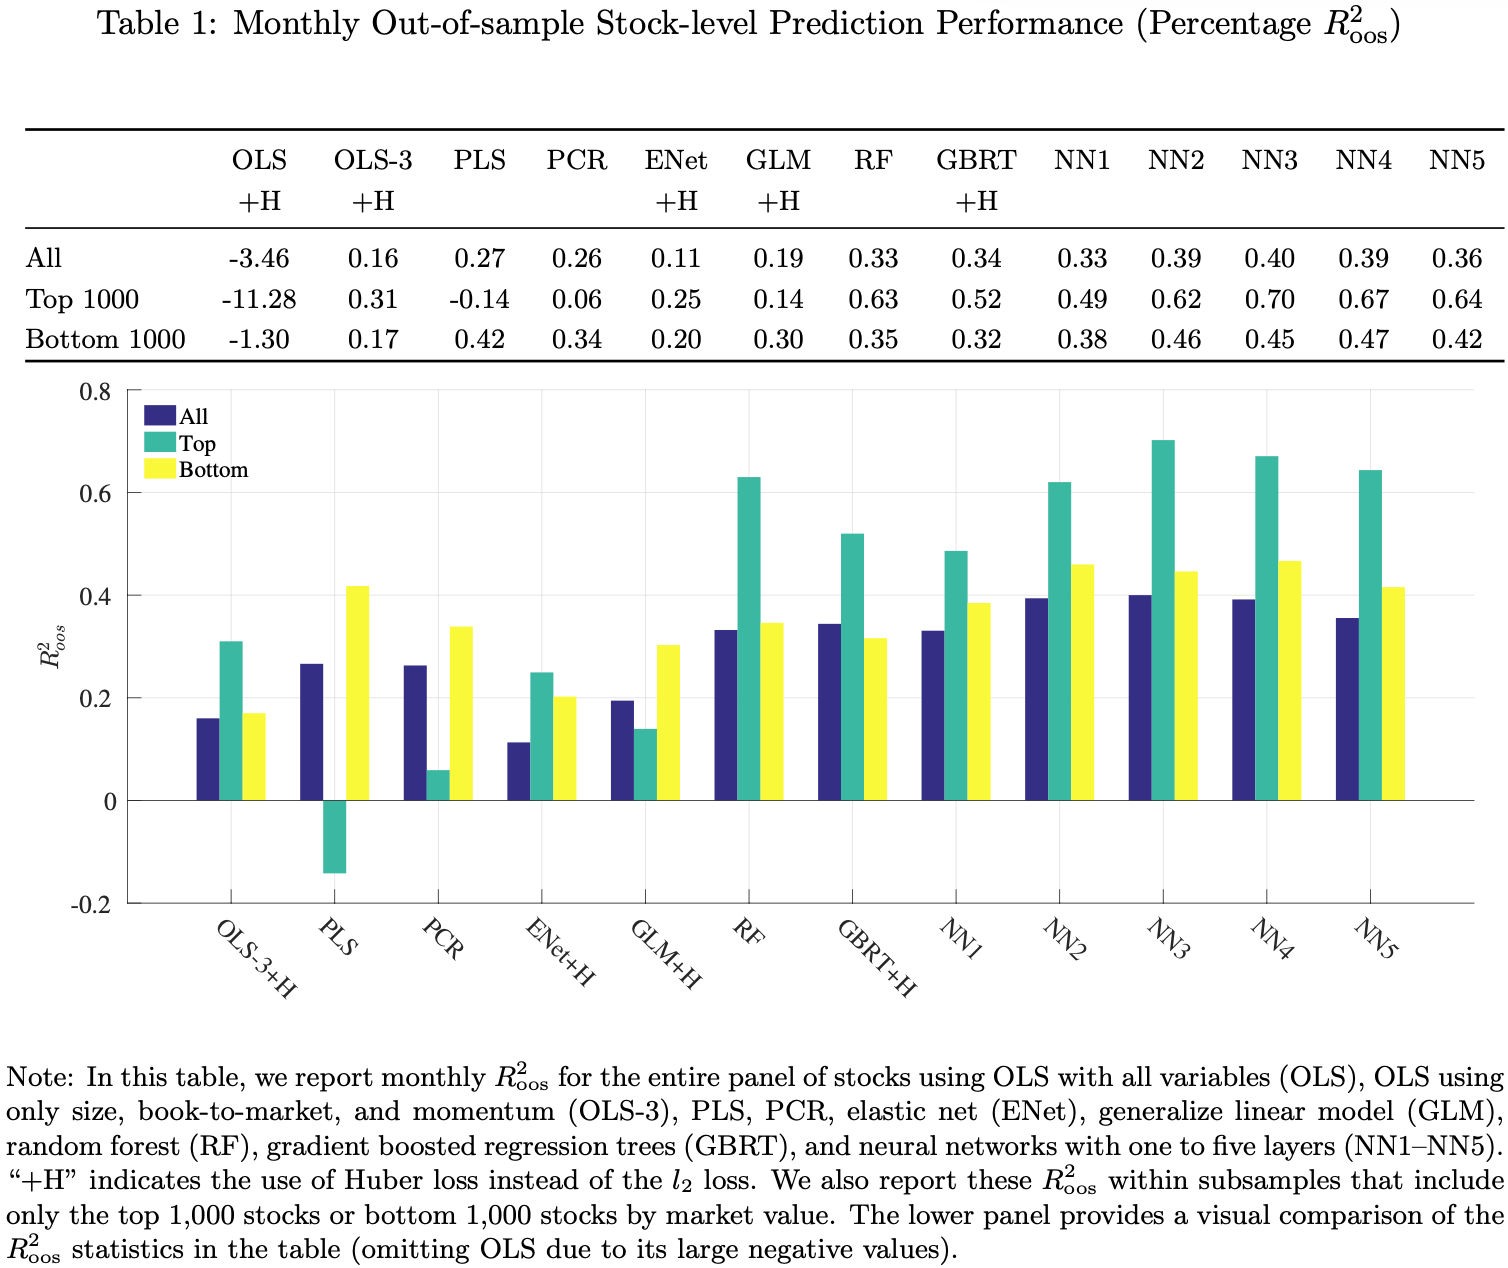 Table 1: Monthly Out-of-sample Stock-level Prediction Performance (Percentage R²oos)
OLS OLS-3 PLS PCR ENet GLM RF GBRT NN1 NN2 NN3 NN4 NN5
+H +H +H +H +H
All -3.46 0.16 0.27 0.26 0.11 0.19 0.33 0.34 0.33 0.39 0.40 0.39 0.36
Top 1000 -11.28 0.31 -0.14 0.06 0.25 0.14 0.63 0.52 0.49 0.62 0.70 0.67 0.64
Bottom 1000 -1.30 0.17 0.42 0.34 0.20 0.30 0.35 0.32 0.38 0.46 0.45 0.47 0.42
0.8
All
Top
Bottom
0.6
0.4
R²oos
0.2
0
-0.2
OLS-3+H PLS PCR ENet+H GLM+H RF GBRT+H NN1 NN2 NN3 NN4 NN5
Note: In this table, we report monthly R²oos for the entire panel of stocks using OLS with all variables (OLS), OLS using
only size, book-to-market, and momentum (OLS-3), PLS, PCR, elastic net (ENet), generalize linear model (GLM),
random forest (RF), gradient boosted regression trees (GBRT), and neural networks with one to five layers (NN1–NN5).
“+H” indicates the use of Huber loss instead of the l₂ loss. We also report these R²oos within subsamples that include
only the top 1,000 stocks or bottom 1,000 stocks by market value. The lower panel provides a visual comparison of the
R²oos statistics in the table (omitting OLS due to its large negative values).